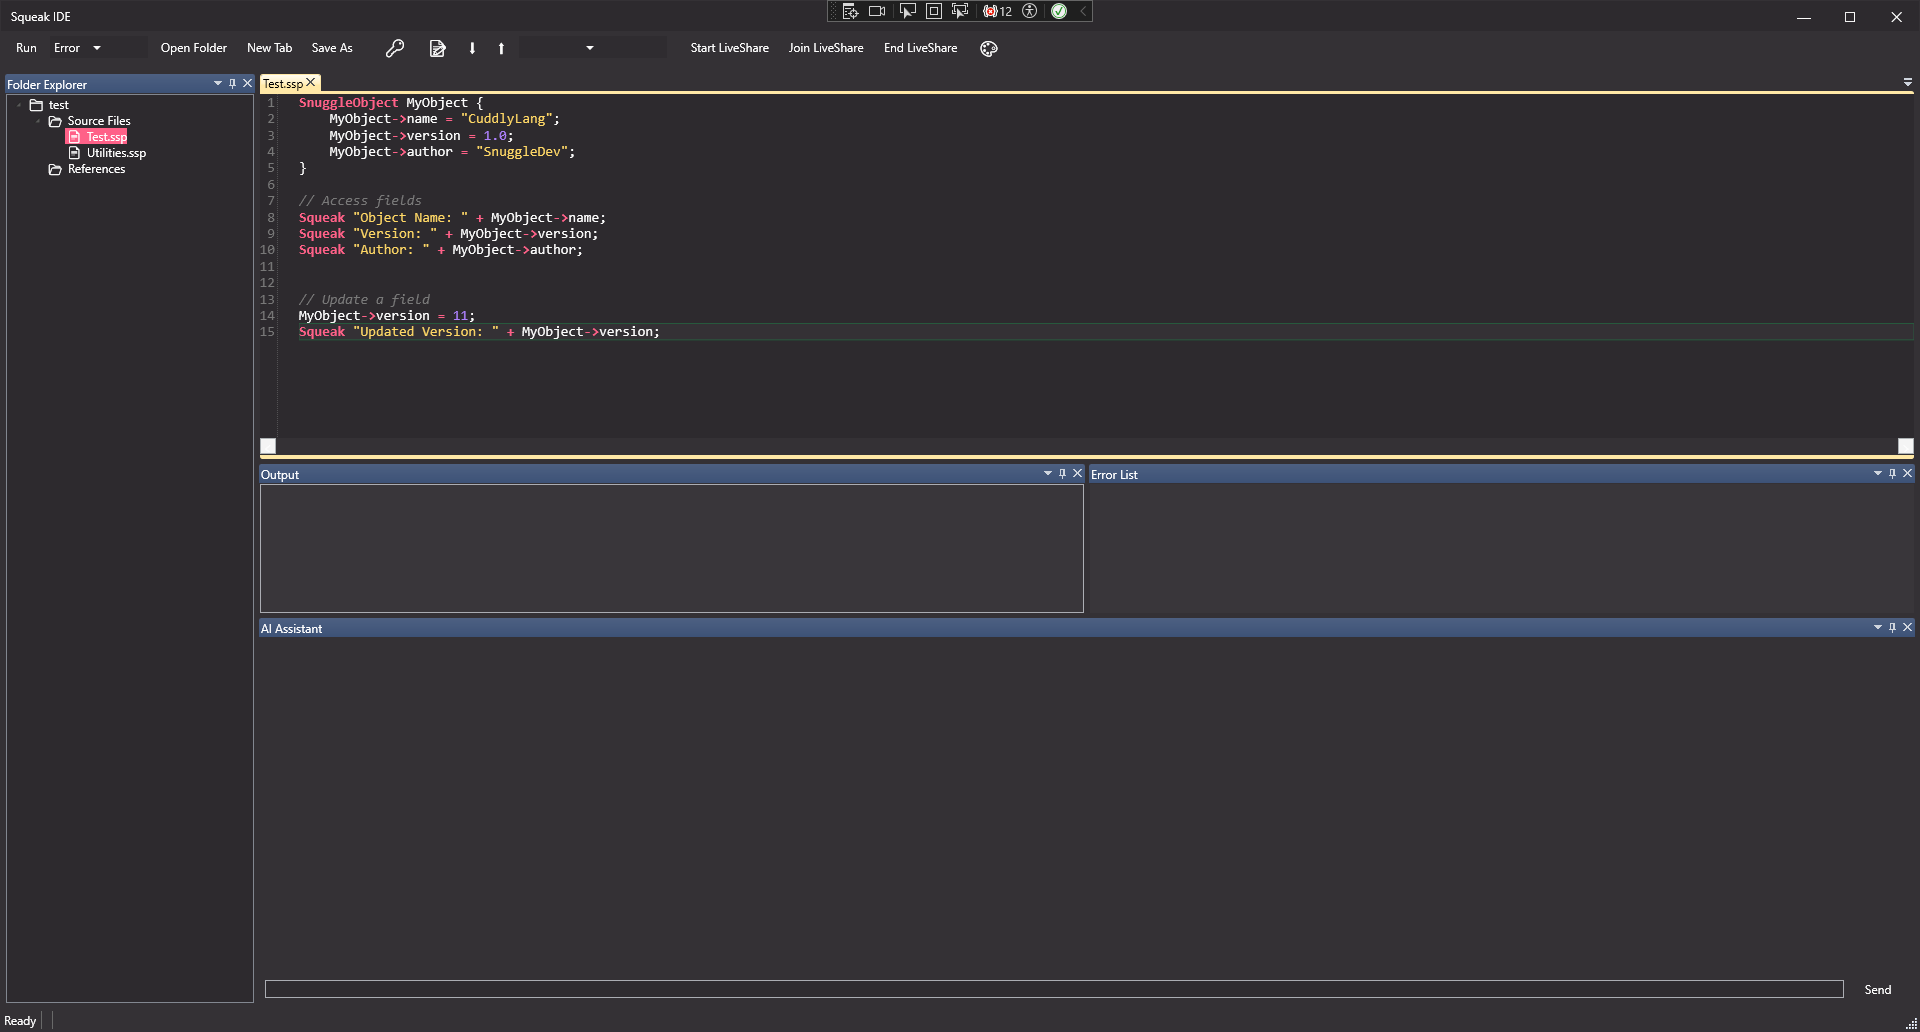 Squeak IDE
12
Run Error Open Folder New Tab Save As Start LiveShare Join LiveShare End LiveShare
Folder Explorer
test
Source Files
Test.ssp
Utilities.ssp
References
Test.ssp
1 SnuggleObject MyObject {
2 MyObject->name = "CuddlyLang";
3 MyObject->version = 1.0;
4 MyObject->author = "SnuggleDev";
5 }
6
7 // Access fields
8 Squeak "Object Name: " + MyObject->name;
9 Squeak "Version: " + MyObject->version;
10 Squeak "Author: " + MyObject->author;
11
12
13 // Update a field
14 MyObject->version = 11;
15 Squeak "Updated Version: " + MyObject->version;
Output
Error List
AI Assistant
Send
Ready